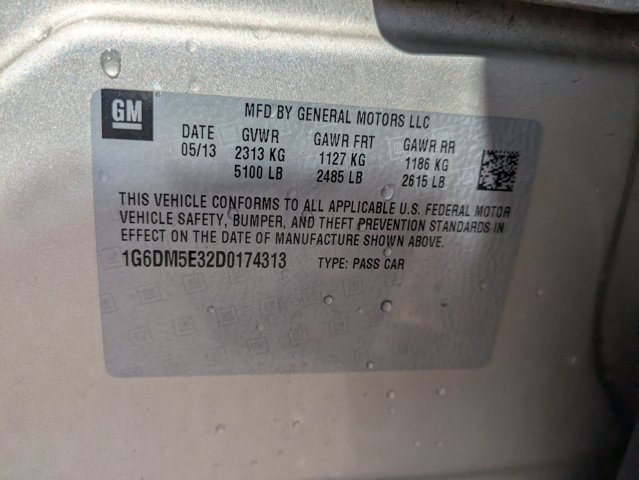 GM
MFD BY GENERAL MOTORS LLC
DATE GVWR GAWR FRT GAWR RR
05/13 2313 KG 1127 KG 1186 KG
5100 LB 2485 LB 2615 LB
THIS VEHICLE CONFORMS TO ALL APPLICABLE U.S. FEDERAL MOTOR
VEHICLE SAFETY, BUMPER, AND THEFT PREVENTION STANDARDS IN
EFFECT ON THE DATE OF MANUFACTURE SHOWN ABOVE.
1G6DM5E32D0174313 TYPE: PASS CAR